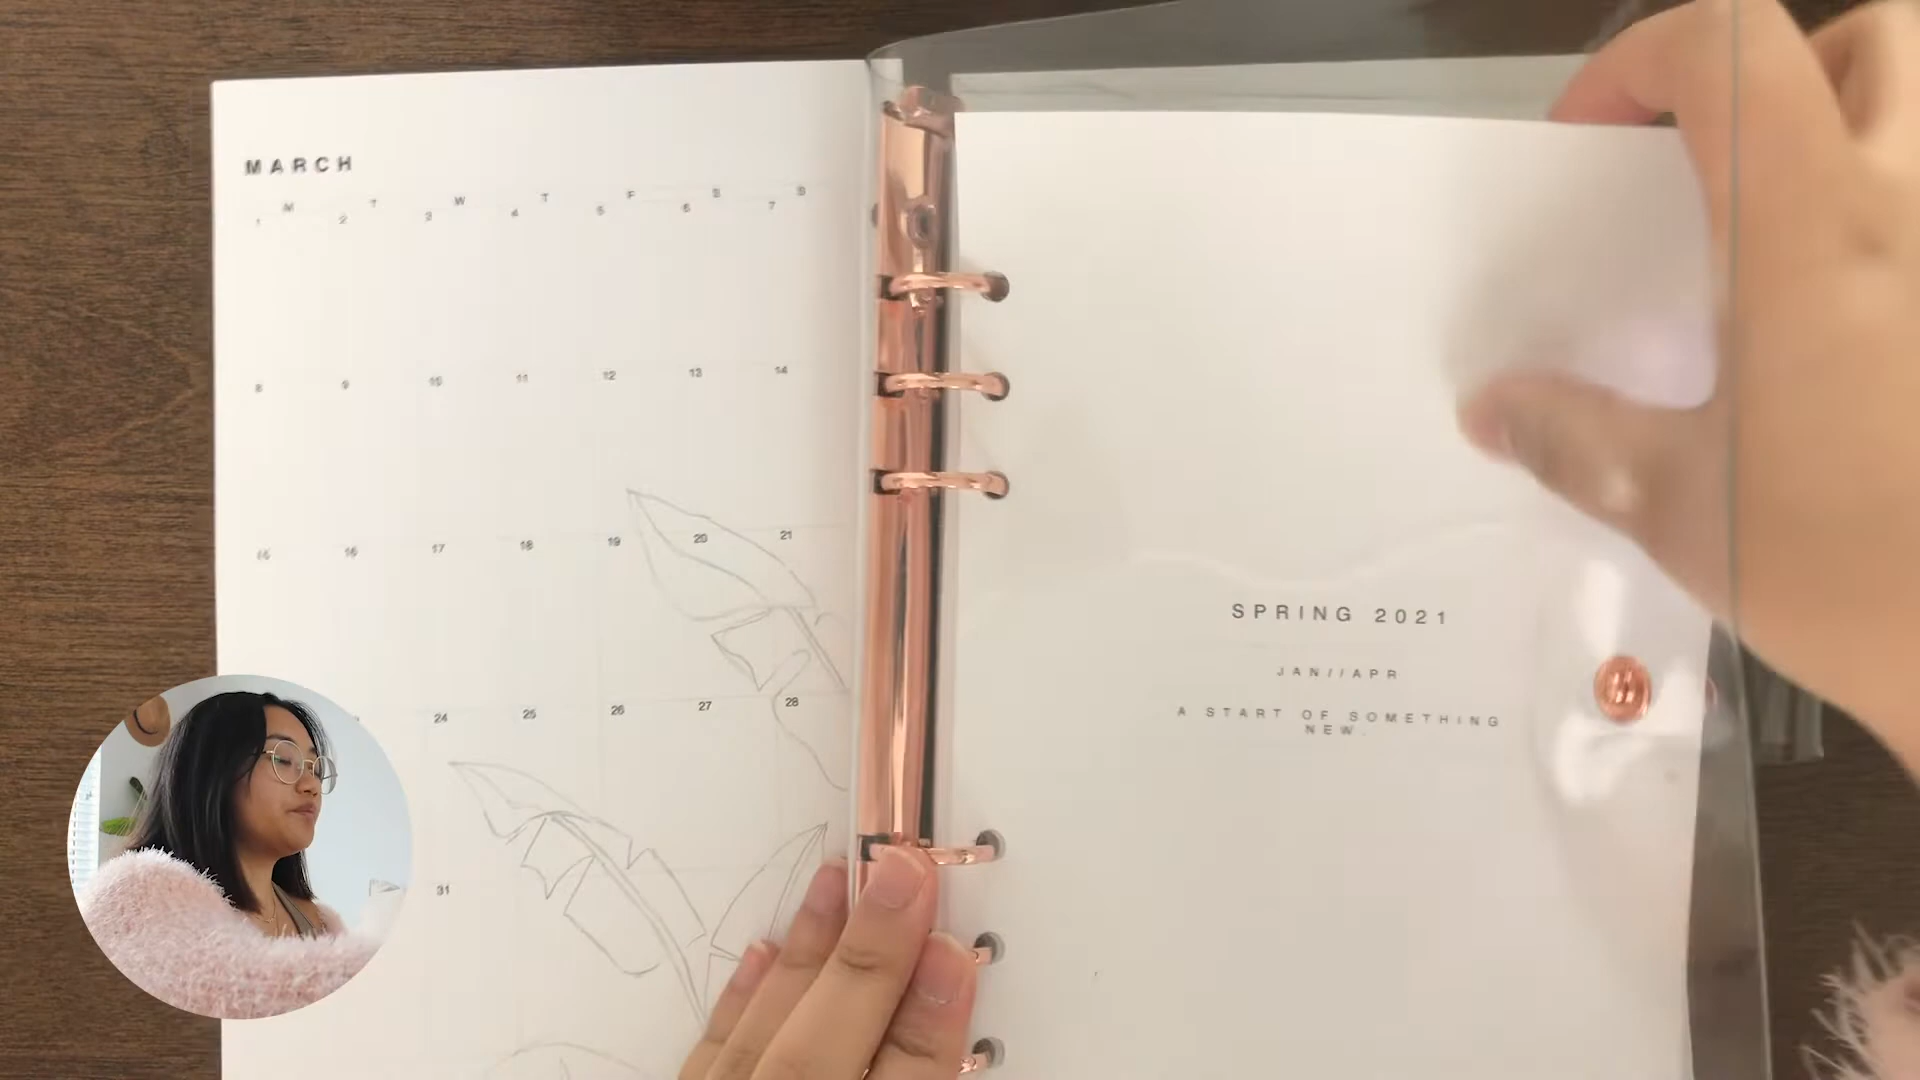 MARCH
M T W T F S S
1 2 3 4 5 6 7
8 9 10 11 12 13 14
15 16 17 18 19 20 21
24 25 26 27 28
31
SPRING 2021
JAN//APR
A START OF SOMETHING
NEW.